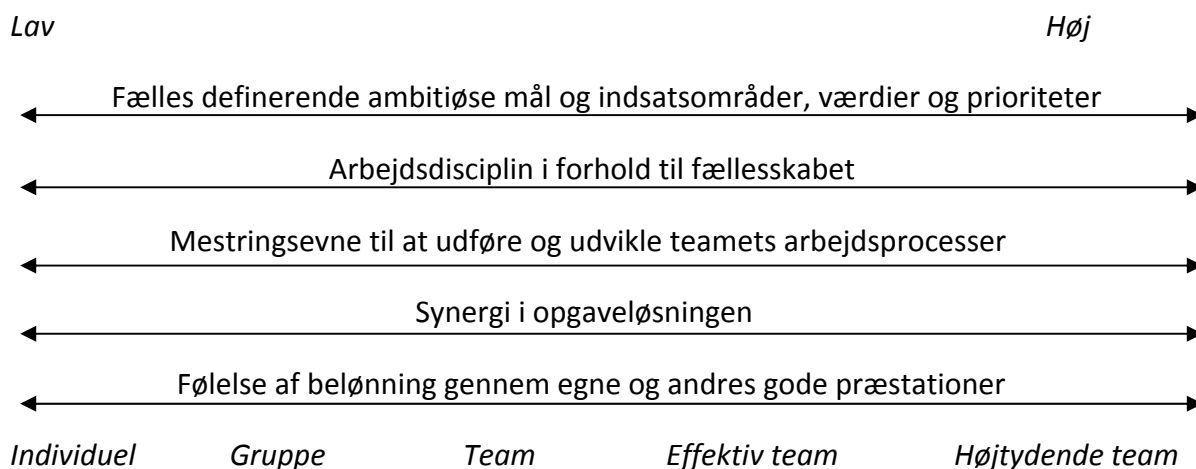 Lav Høj
Fælles definerende ambitiøse mål og indsatsområder, værdier og prioriteter
Arbejdsdisciplin i forhold til fællesskabet
Mestringsevne til at udføre og udvikle teamets arbejdsprocesser
Synergi i opgaveløsningen
Følelse af belønning gennem egne og andres gode præstationer
Individuel Gruppe Team Effektiv team Højtydende team